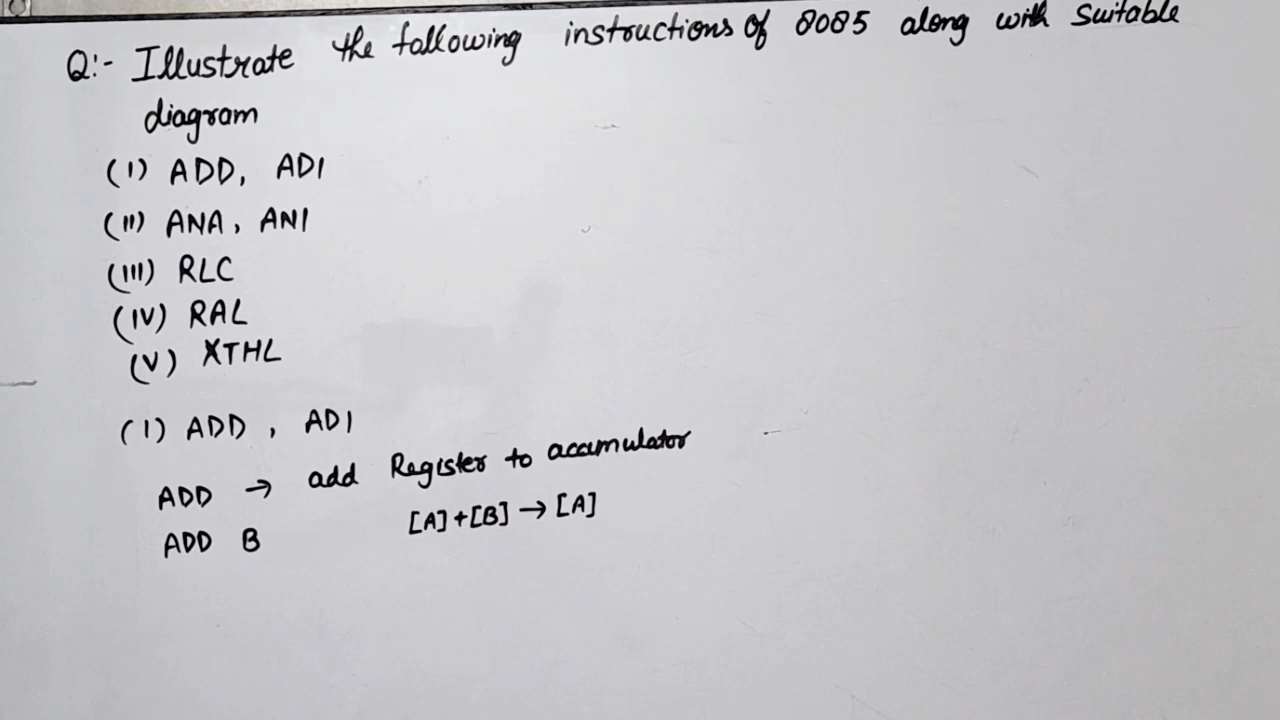 Q:- Illustrate the following instructions of 8085 along with suitable
diagram
(I) ADD, ADI
(II) ANA, ANI
(III) RLC
(IV) RAL
(V) XTHL
(I) ADD, ADI
ADD → add Register to accumulator
ADD B [A]+[B]→[A]